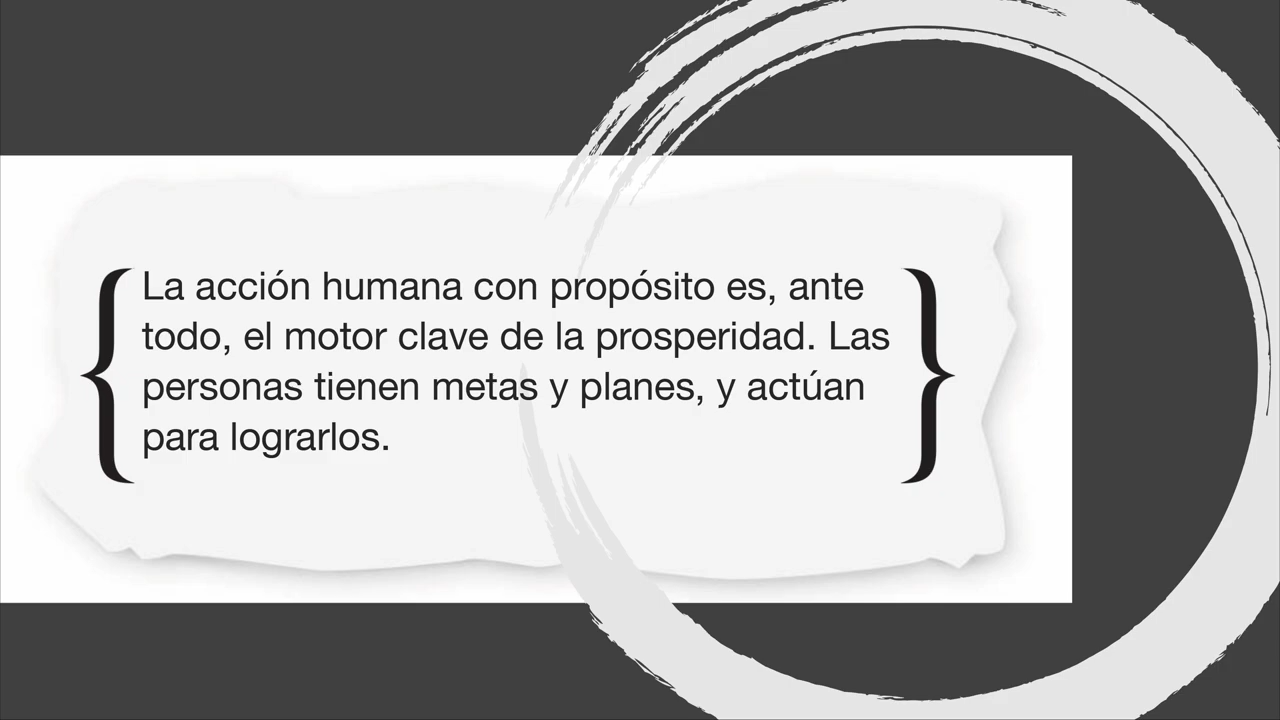 La acción humana con propósito es, ante
todo, el motor clave de la prosperidad. Las
personas tienen metas y planes, y actúan
para lograrlos.